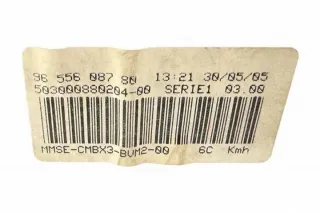 96 556 087 80 13:21 30/05/05
503000880204-00 SERIE1 03.00
MMSE-CMBX3-BVM2-00 6C Kmh